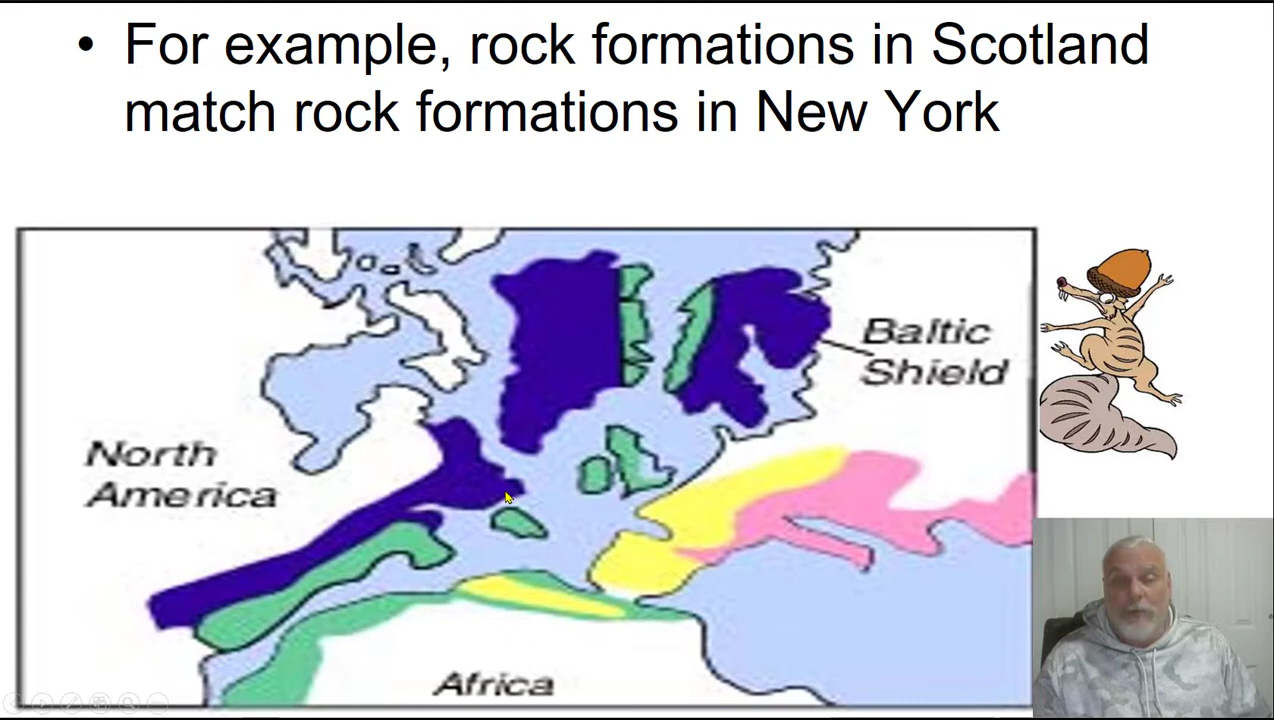 • For example, rock formations in Scotland
match rock formations in New York
Baltic
Shield
North
America
Africa